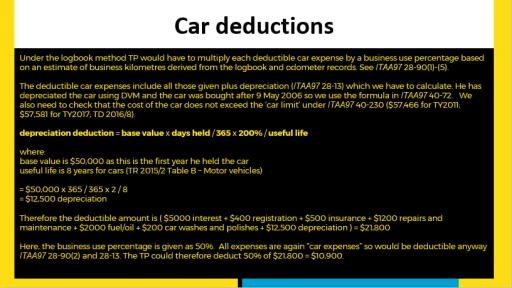 Car deductions
Under the logbook method TP would have to multiply each deductible car expense by a business use percentage based
on an estimate of business kilometres derived from the logbook and odometer records. See ITAA97 28-90(1)-(5).
The deductible car expenses include all those given plus depreciation (ITAA97 28-13) which we have to calculate. He has
depreciated the car using DVM and the car was bought after 9 May 2006 so we use the formula in ITAA97 40-72. We
also need to check that the cost of the car does not exceed the 'car limit' under ITAA97 40-230 ($57,466 for TY2011;
$57,581 for TY2017; TD 2016/8):
depreciation deduction = base value x days held / 365 x 200% / useful life
where:
base value is $50,000 as this is the first year he held the car
useful life is 8 years for cars (TR 2015/2 Table B – Motor vehicles)
= $50,000 x 365 / 365 x 2 / 8
= $12,500 depreciation
Therefore the deductible amount is ( $5000 interest + $400 registration + $500 insurance + $1200 repairs and
maintenance + $2000 fuel/oil + $200 car washes and polishes + $12,500 depreciation ) = $21,800
Here, the business use percentage is given as 50%. All expenses are again "car expenses" so would be deductible anyway
ITAA97 28-90(2) and 28-13. The TP could therefore deduct 50% of $21,800 = $10,900.